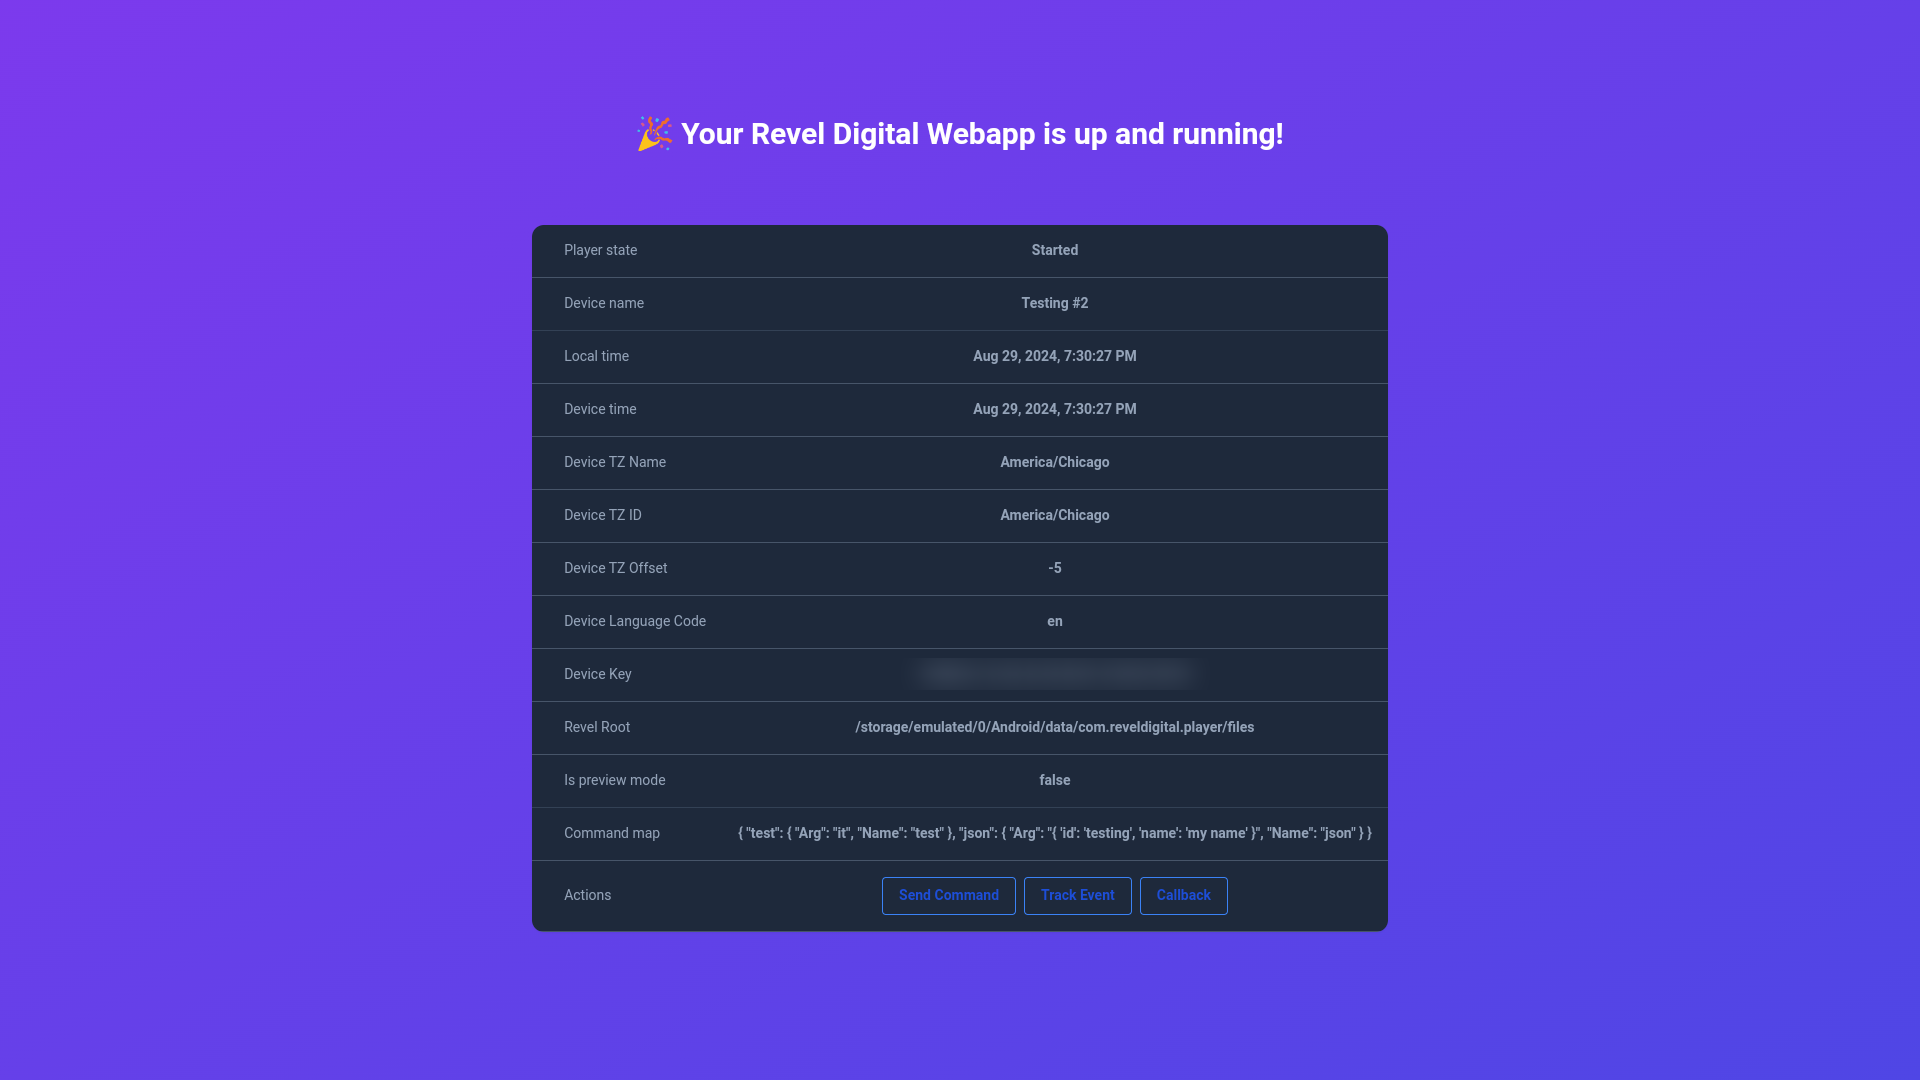 🎉 Your Revel Digital Webapp is up and running!
Player state Started
Device name Testing #2
Local time Aug 29, 2024, 7:30:27 PM
Device time Aug 29, 2024, 7:30:27 PM
Device TZ Name America/Chicago
Device TZ ID America/Chicago
Device TZ Offset -5
Device Language Code en
Device Key
Revel Root /storage/emulated/0/Android/data/com.reveldigital.player/files
Is preview mode false
Command map { "test": { "Arg": "it", "Name": "test" }, "json": { "Arg": "{ 'id': 'testing', 'name': 'my name' }", "Name": "json" } }
Actions Send Command Track Event Callback